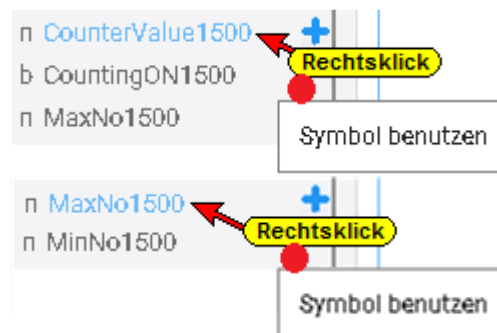 n CounterValue1500
Rechtsklick
b CountingON1500
n MaxNo1500
Symbol benutzen
n MaxNo1500
Rechtsklick
n MinNo1500
Symbol benutzen